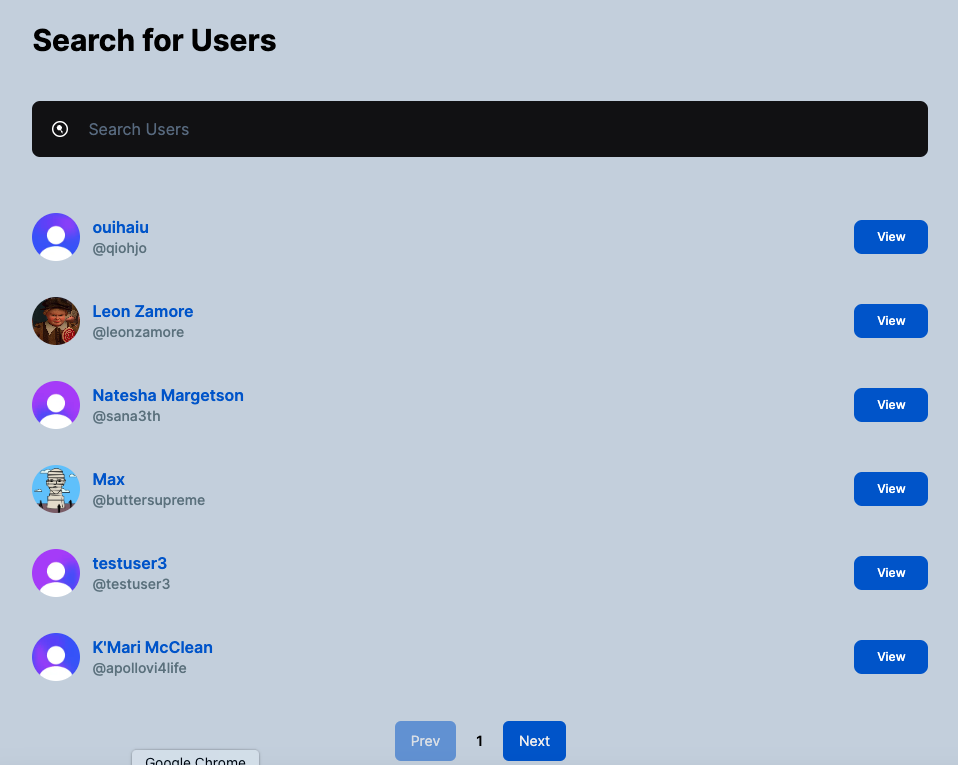 Search for Users
Search Users
ouihaiu
@qiohjo
View
Leon Zamore
@leonzamore
View
Natesha Margetson
@sana3th
View
Max
@buttersupreme
View
testuser3
@testuser3
View
K'Mari McClean
@apollovi4life
View
Prev 1 Next
Google Chrome